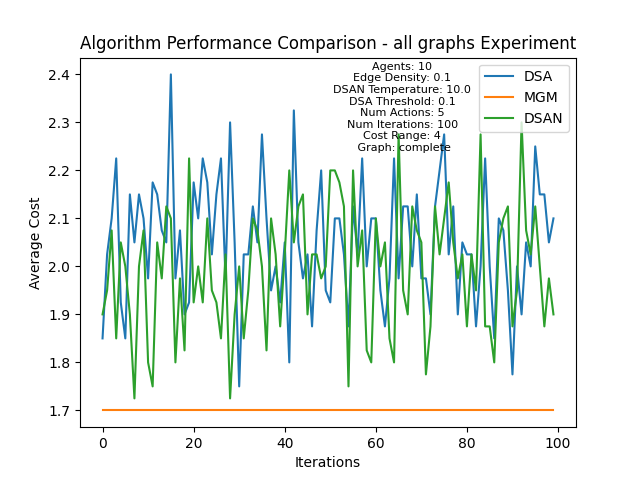 Algorithm Performance Comparison - all graphs Experiment
Agents: 10
Edge Density: 0.1
DSAN Temperature: 10.0
DSA Threshold: 0.1
Num Actions: 5
Num Iterations: 100
Cost Range: 4
Graph: complete
DSA
MGM
DSAN
Average Cost
2.4
2.3
2.2
2.1
2.0
1.9
1.8
1.7
0
20
40
60
80
100
Iterations